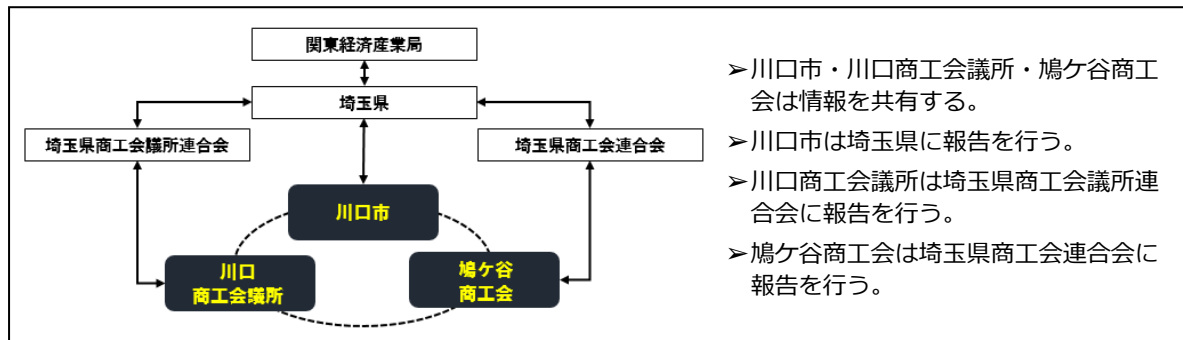 関東経済産業局
埼玉県
埼玉県商工会議所連合会
埼玉県商工会連合会
川口市
川口
商工会議所
鳩ケ谷
商工会
➢川口市・川口商工会議所・鳩ケ谷商工
会は情報を共有する。
➢川口市は埼玉県に報告を行う。
➢川口商工会議所は埼玉県商工会議所連
合会に報告を行う。
➢鳩ケ谷商工会は埼玉県商工会連合会に
報告を行う。